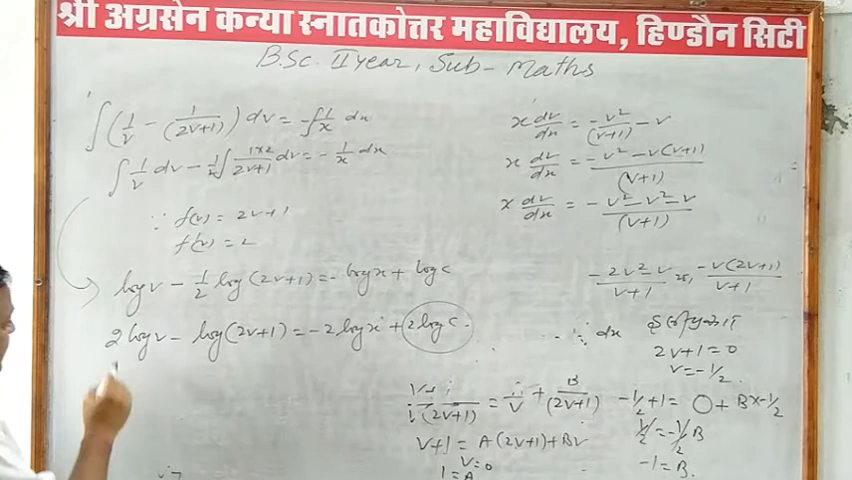 श्री अग्रसेन कन्या स्नातकोत्तर महाविद्यालय, हिण्डौन सिटी
B.Sc. II year, Sub - Maths
∫(1/v - 1/(2v+1)) dv = -∫1/x dx
∫1/v dv - 1/2∫(1×2)/(2v+1) dv = -1/x dx
∵ f(v) = 2v+1
f'(v) = 2
log v - 1/2 log(2v+1) = -log x + log c
2 log v - log(2v+1) = -2 log x + 2 log c.
x dv/dx = -v²/(v+1) - v
x dv/dx = (-v² - v(v+1))/(v+1)
x dv/dx = (-v² - v² - v)/(v+1)
(-2v² - v)/(v+1) , -v(2v+1)/(v+1)
dx
2v+1 = 0
v = -1/2
(2v+1) = /v + B/(2v+1)
-1/2 + 1 = 0 + B×-1/2
v+1 = A(2v+1) + Bv
1/2 = -1/2 B
v = 0
-1 = B.
1 = A